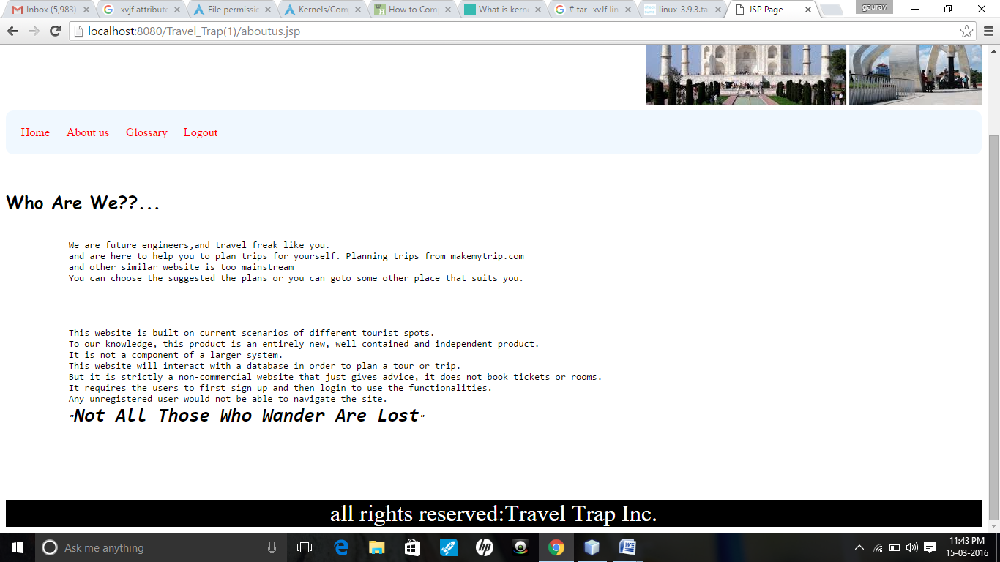 Inbox (5,983)
-xvjf attribute
File permissic
Kernels/Com
How to Comp
What is kerne
# tar -xvJf lin
linux-3.9.3.tar
JSP Page
gaurav
localhost:8080/Travel_Trap(1)/aboutus.jsp
Home About us Glossary Logout
Who Are We??...
We are future engineers,and travel freak like you.
and are here to help you to plan trips for yourself. Planning trips from makemytrip.com
and other similar website is too mainstream
You can choose the suggested the plans or you can goto some other place that suits you.
This website is built on current scenarios of different tourist spots.
To our knowledge, this product is an entirely new, well contained and independent product.
It is not a component of a larger system.
This website will interact with a database in order to plan a tour or trip.
But it is strictly a non-commercial website that just gives advice, it does not book tickets or rooms.
It requires the users to first sign up and then login to use the functionalities.
Any unregistered user would not be able to navigate the site.
"Not All Those Who Wander Are Lost"
all rights reserved:Travel Trap Inc.
Ask me anything
11:43 PM
15-03-2016